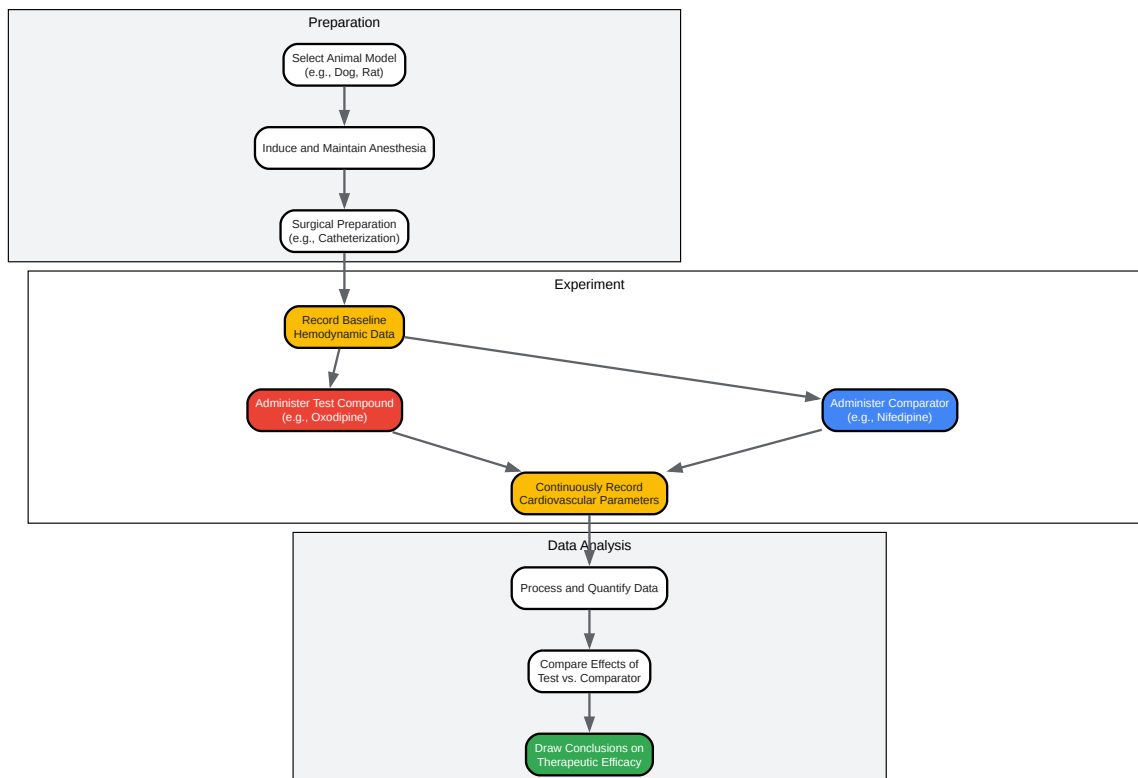 Preparation
Select Animal Model
(e.g., Dog, Rat)
Induce and Maintain Anesthesia
Surgical Preparation
(e.g., Catheterization)
Experiment
Record Baseline
Hemodynamic Data
Administer Test Compound
(e.g., Oxodipine)
Administer Comparator
(e.g., Nifedipine)
Continuously Record
Cardiovascular Parameters
Data Analysis
Process and Quantify Data
Compare Effects of
Test vs. Comparator
Draw Conclusions on
Therapeutic Efficacy